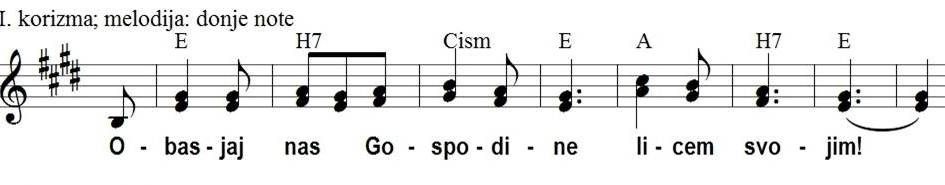 I. korizma; melodija: donje note
E H7 Cism E A H7 E
O - bas - jaj nas Go - spo - di - ne li - cem svo - jim!